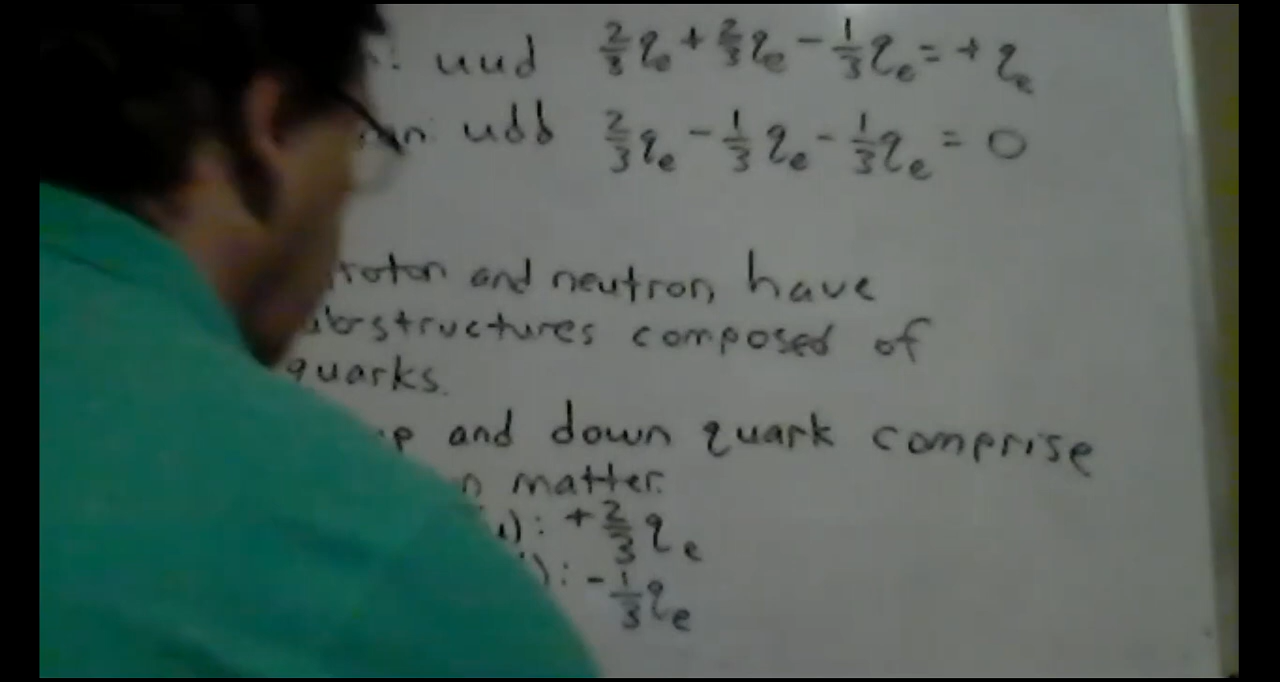 : uud 2/3 qe + 2/3 qe - 1/3 qe = + qe
n: udd 2/3 qe - 1/3 qe - 1/3 qe = 0
roton and neutron have
ubstructures composed of
quarks.
p and down quark comprise
n matter.
(u): + 2/3 qe
): - 1/3 qe